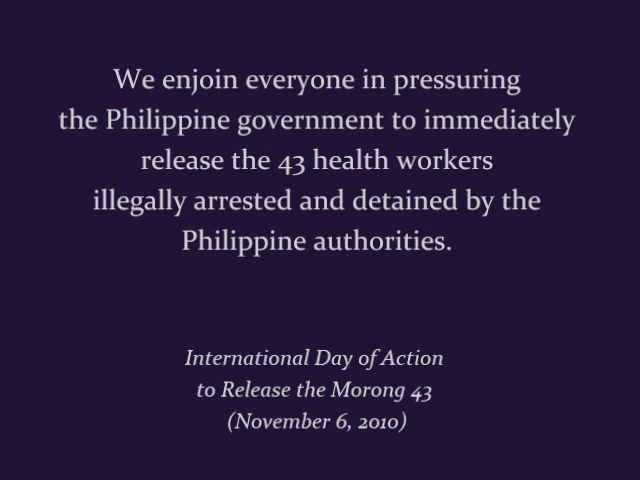 We enjoin everyone in pressuring
the Philippine government to immediately
release the 43 health workers
illegally arrested and detained by the
Philippine authorities.
International Day of Action
to Release the Morong 43
(November 6, 2010)